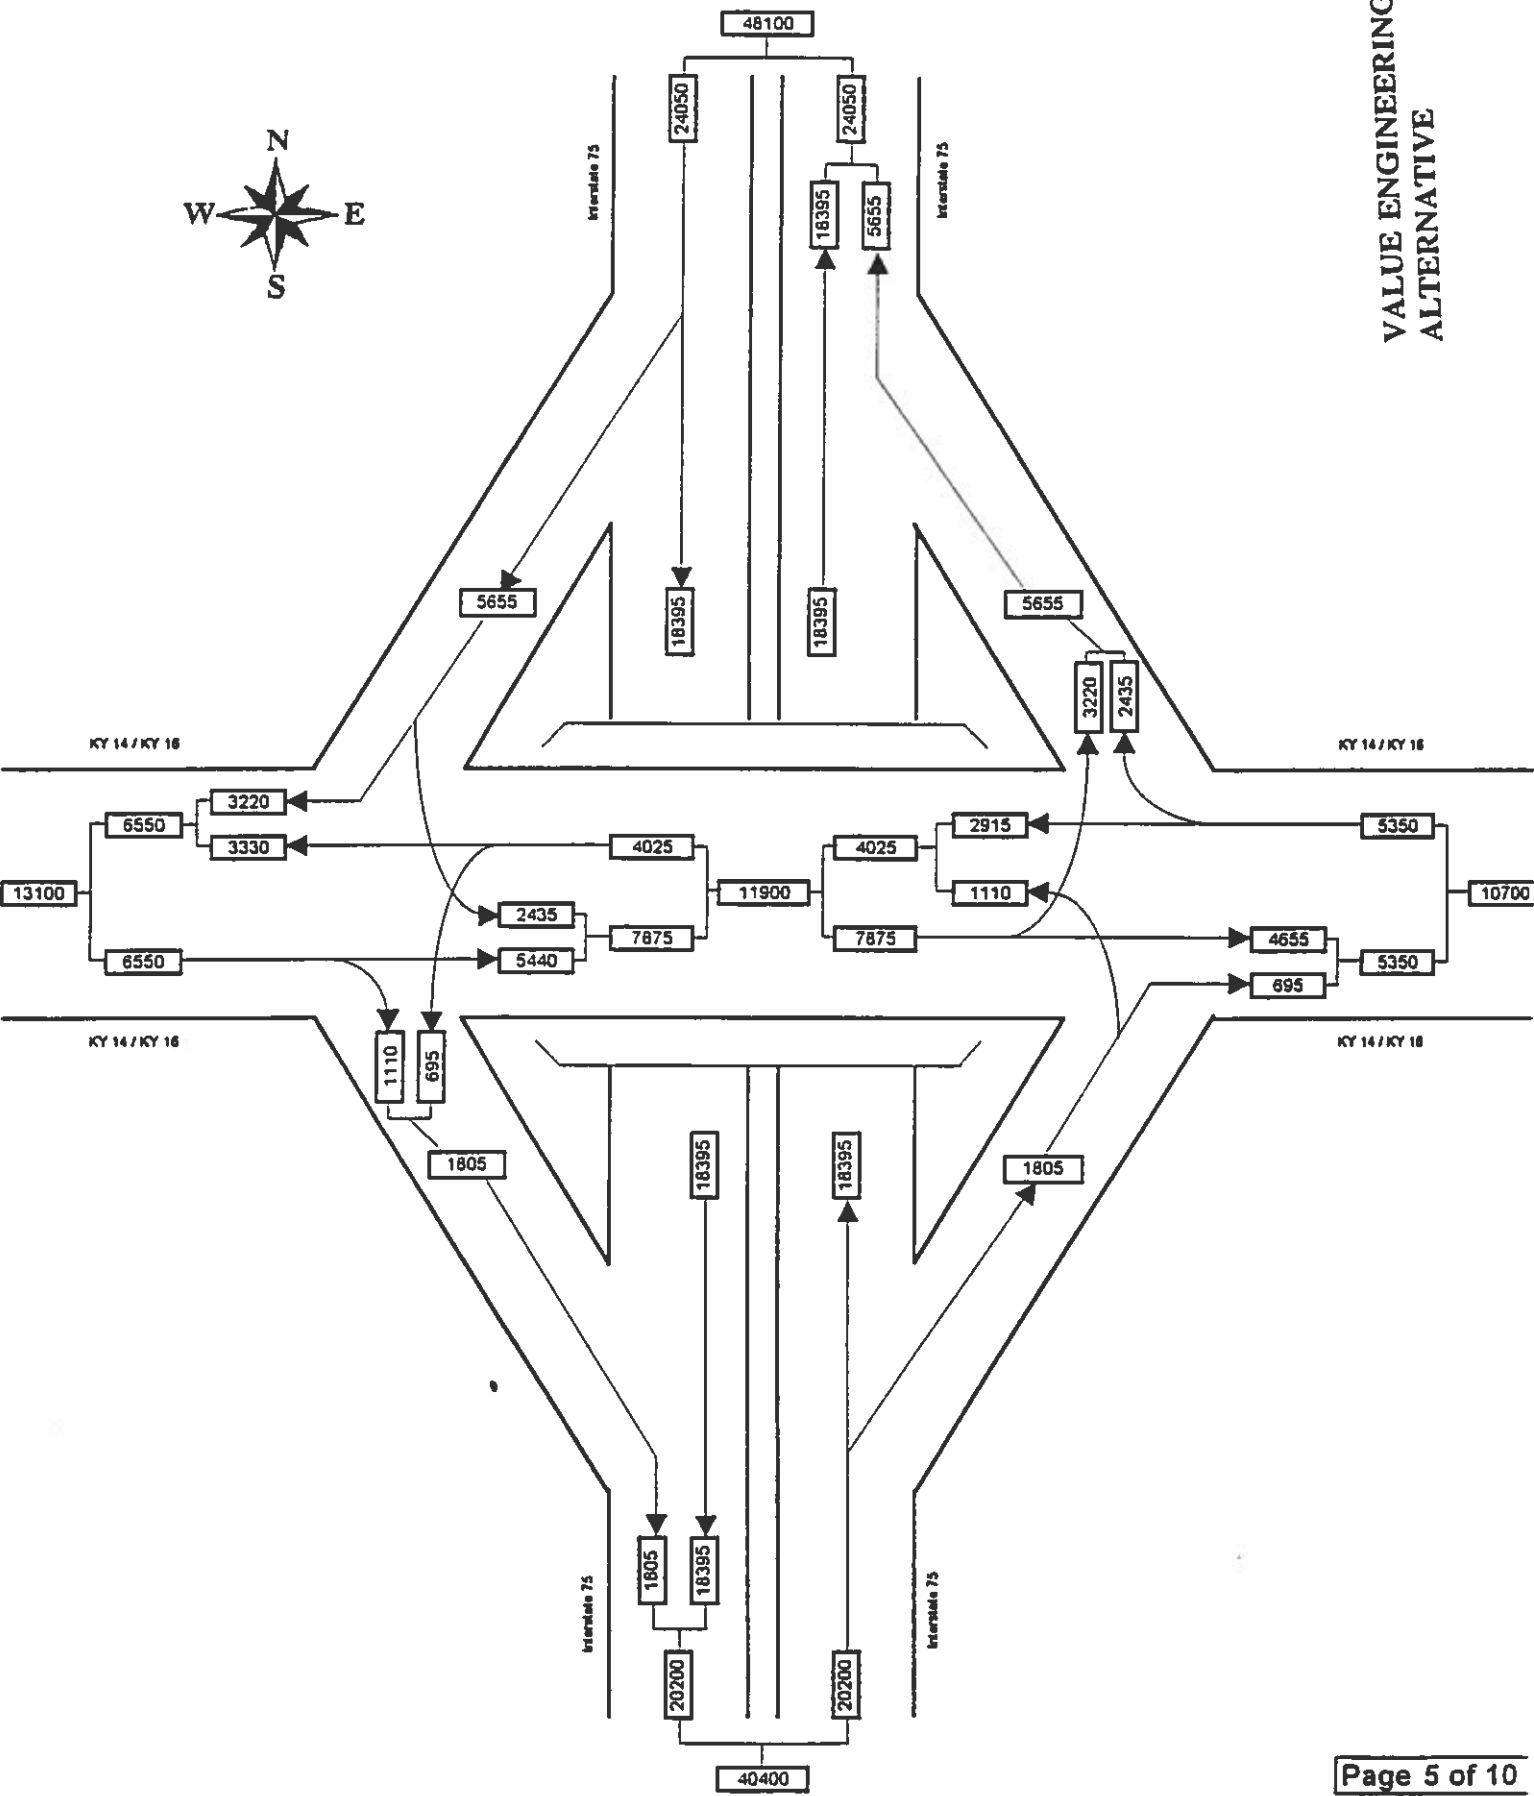 48100
VALUE ENGINEERING
ALTERNATIVE
24050
24050
N
W E
S
Interstate 75
Interstate 75
18395
5655
5655
18395
18395
5655
3220
2435
KY 14 / KY 16
KY 14 / KY 16
3220
6550
3330
4025
4025
2915
5350
13100
11900
1110
10700
2435
7875
7875
4655
6550
5440
5350
695
KY 14 / KY 16
KY 14 / KY 16
1110
695
1805
18395
18395
1805
1805
18395
Interstate 75
Interstate 75
20200
20200
40400
Page 5 of 10